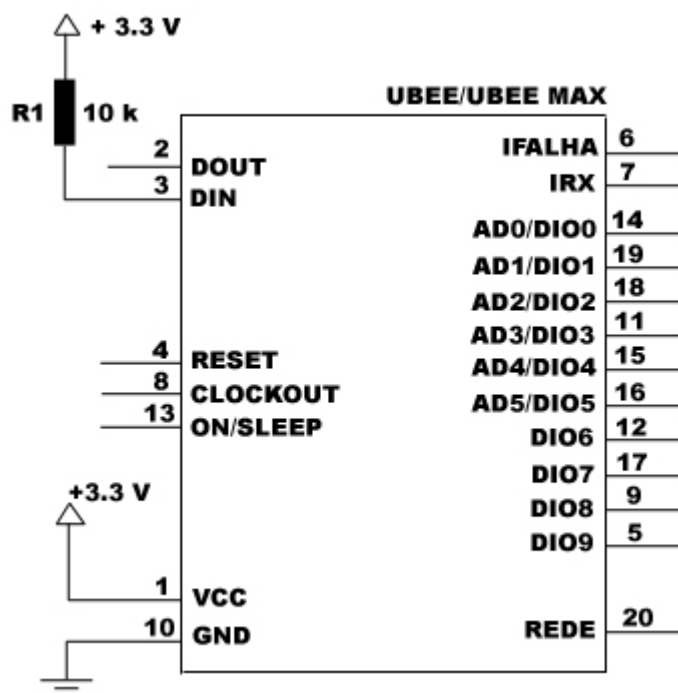 + 3.3 V
R1 10 k
UBEE/UBEE MAX
2 DOUT
3 DIN
4 RESET
8 CLOCKOUT
13 ON/SLEEP
+3.3 V
1 VCC
10 GND
IFALHA 6
IRX 7
AD0/DIO0 14
AD1/DIO1 19
AD2/DIO2 18
AD3/DIO3 11
AD4/DIO4 15
AD5/DIO5 16
DIO6 12
DIO7 17
DIO8 9
DIO9 5
REDE 20